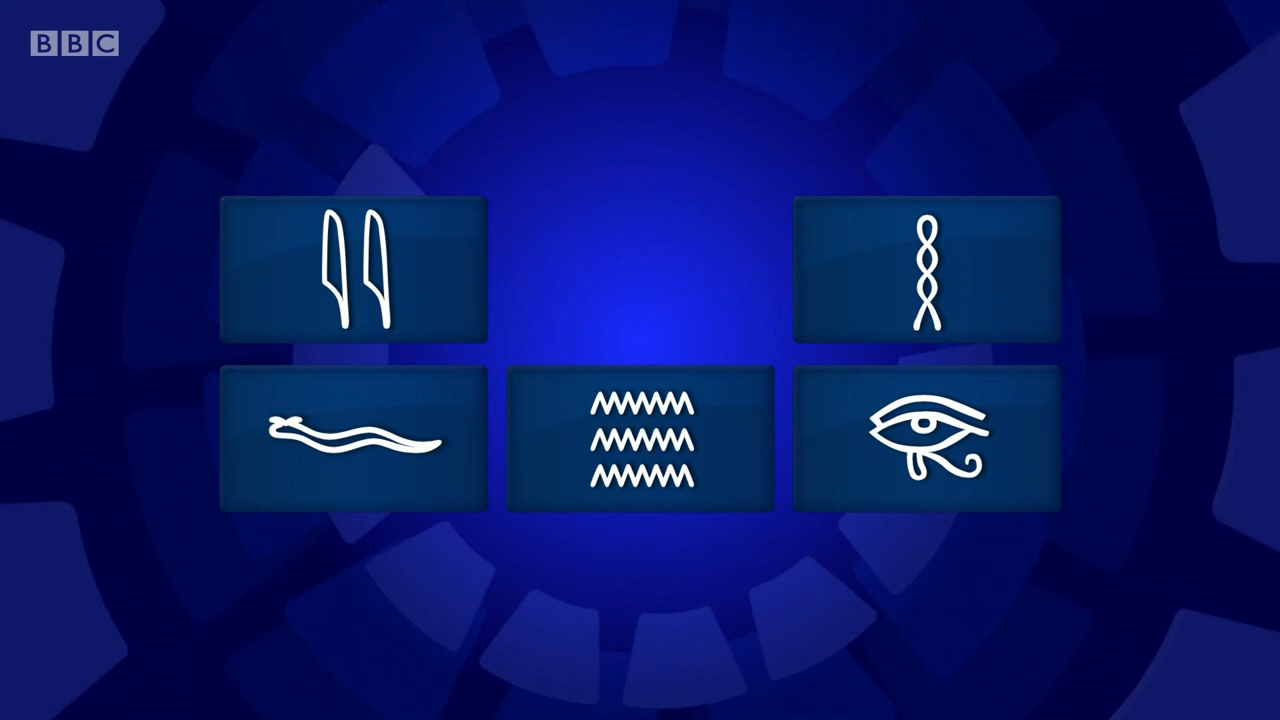 BBC
𓇌 𓎛
𓆑 𓈗 𓂀